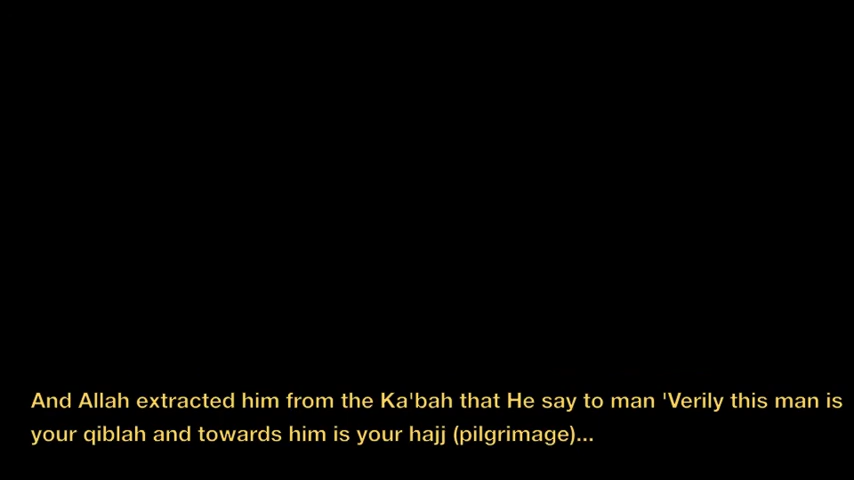 And Allah extracted him from the Ka'bah that He say to man 'Verily this man is
your qiblah and towards him is your hajj (pilgrimage)...